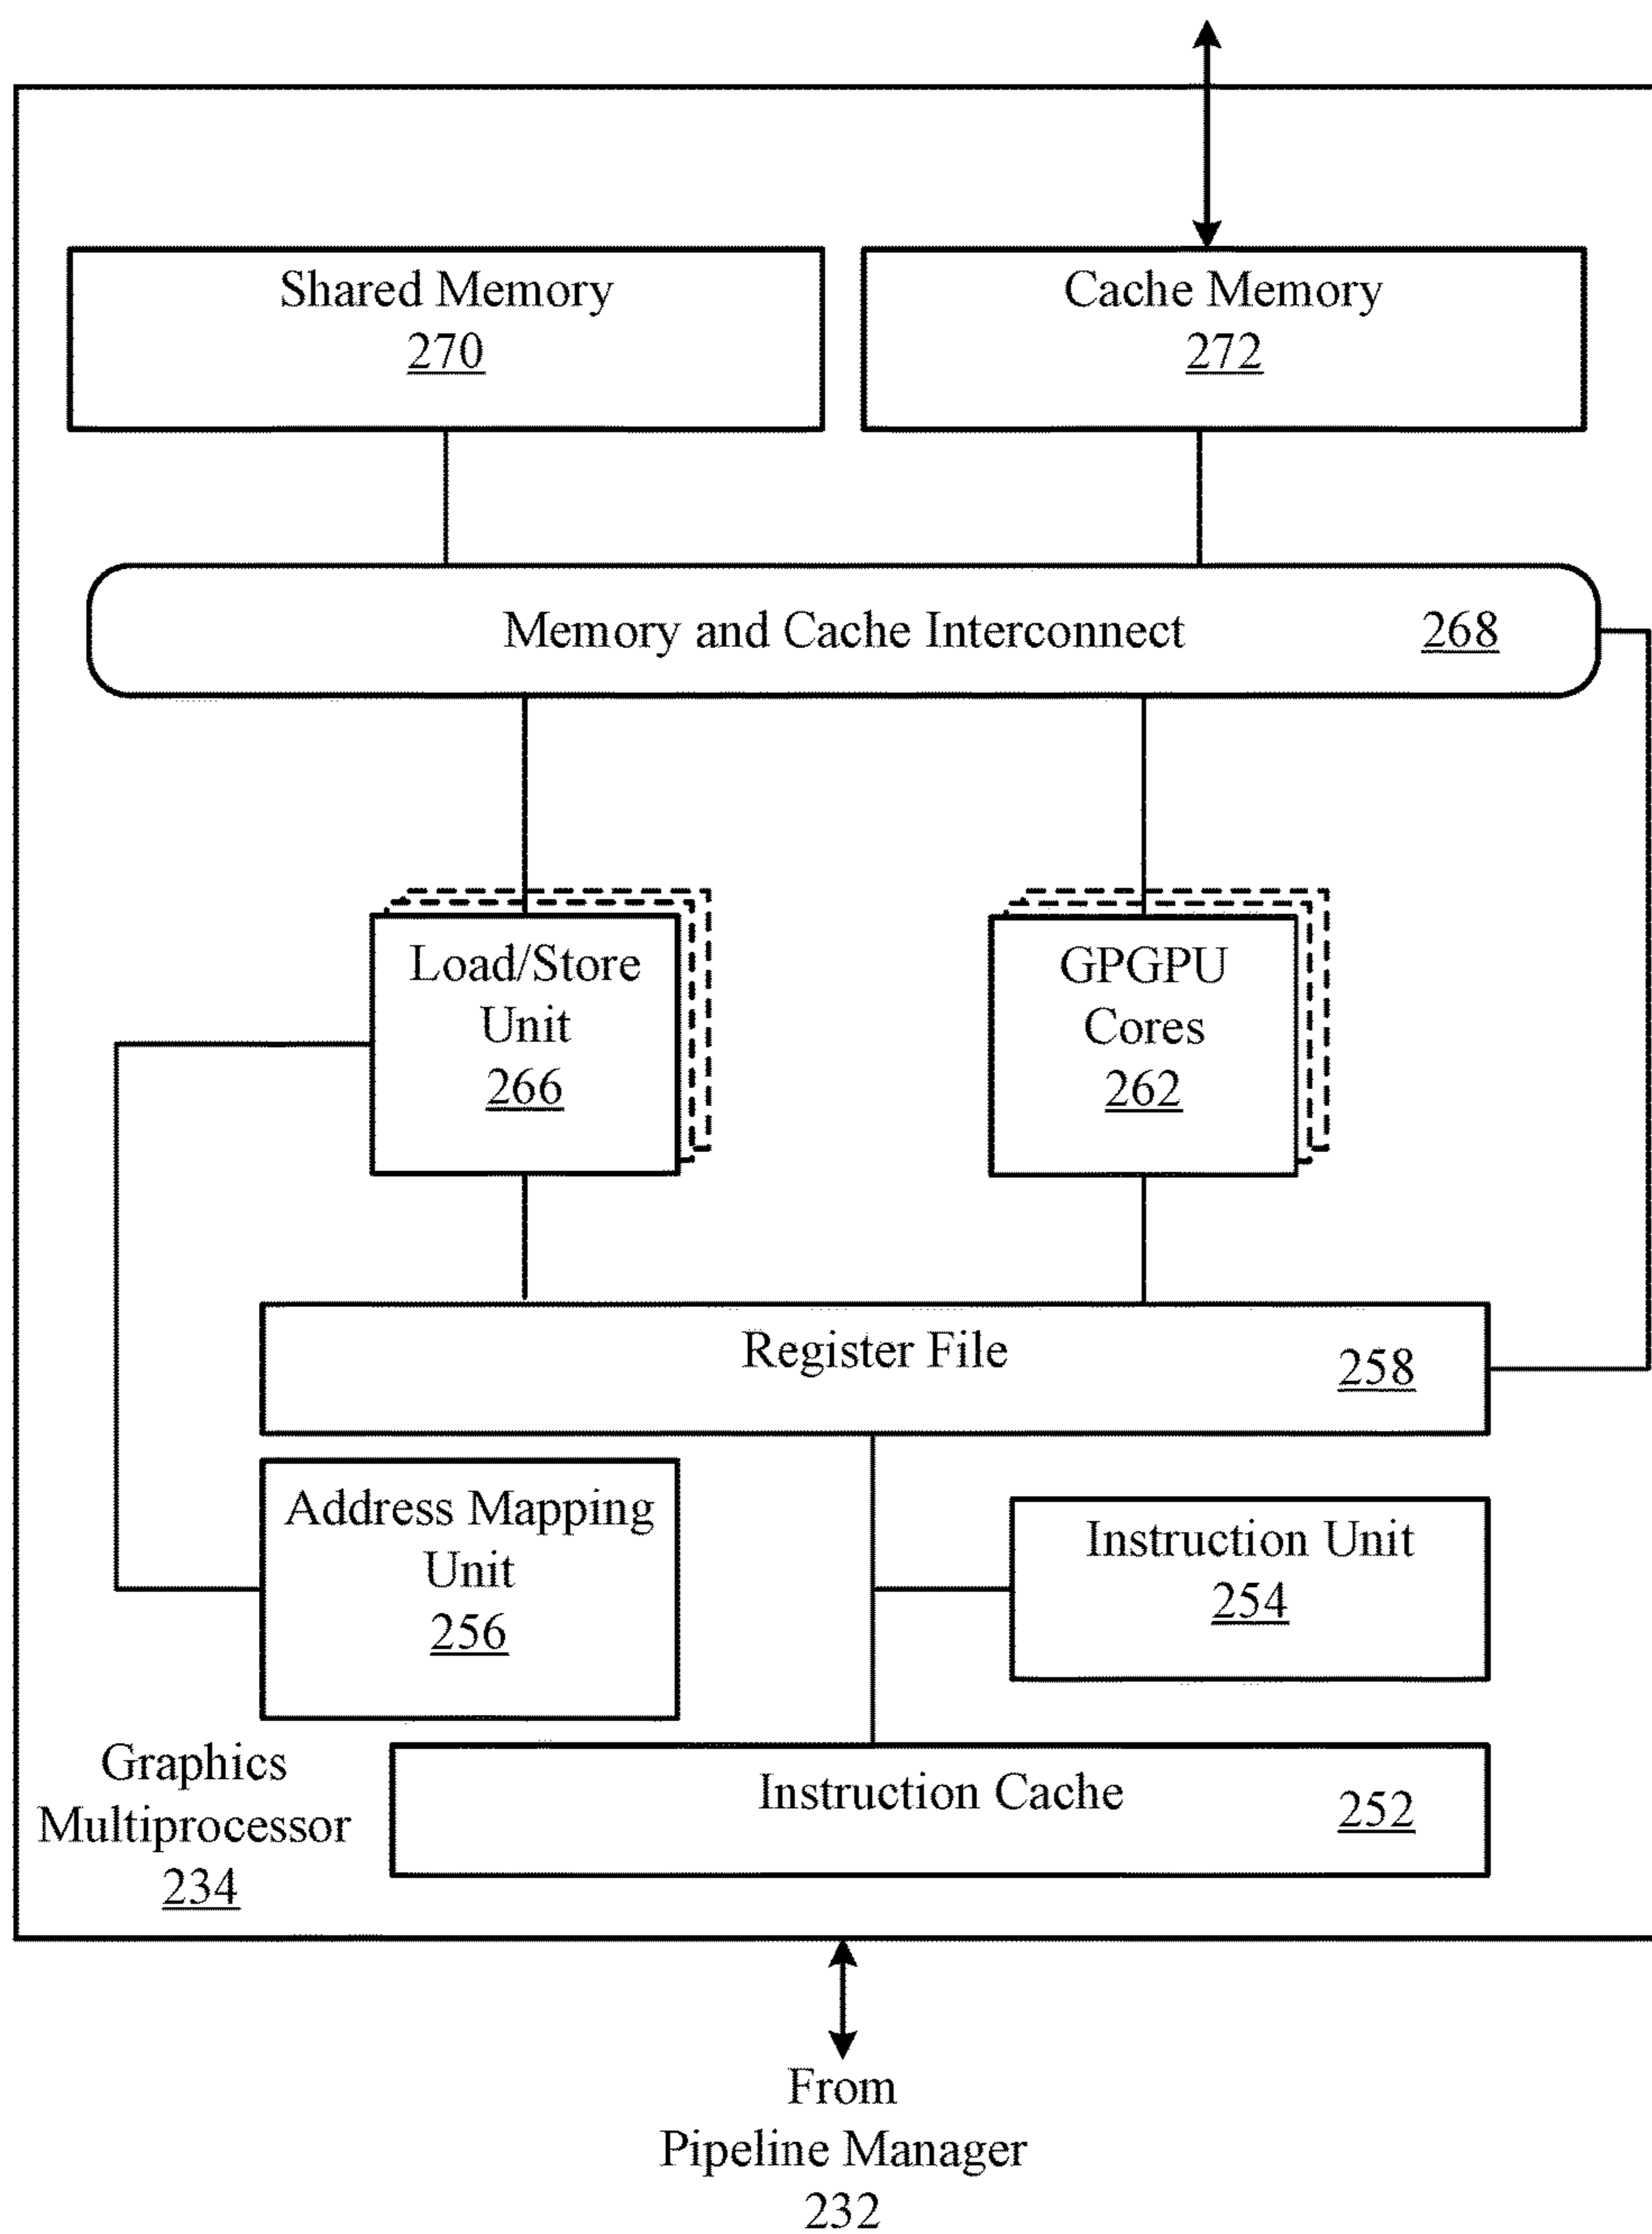 Shared Memory
270
Cache Memory
272
Memory and Cache Interconnect 268
Load/Store
Unit
266
GPGPU
Cores
262
Register File 258
Address Mapping
Unit
256
Instruction Unit
254
Graphics
Multiprocessor
234
Instruction Cache 252
From
Pipeline Manager
232